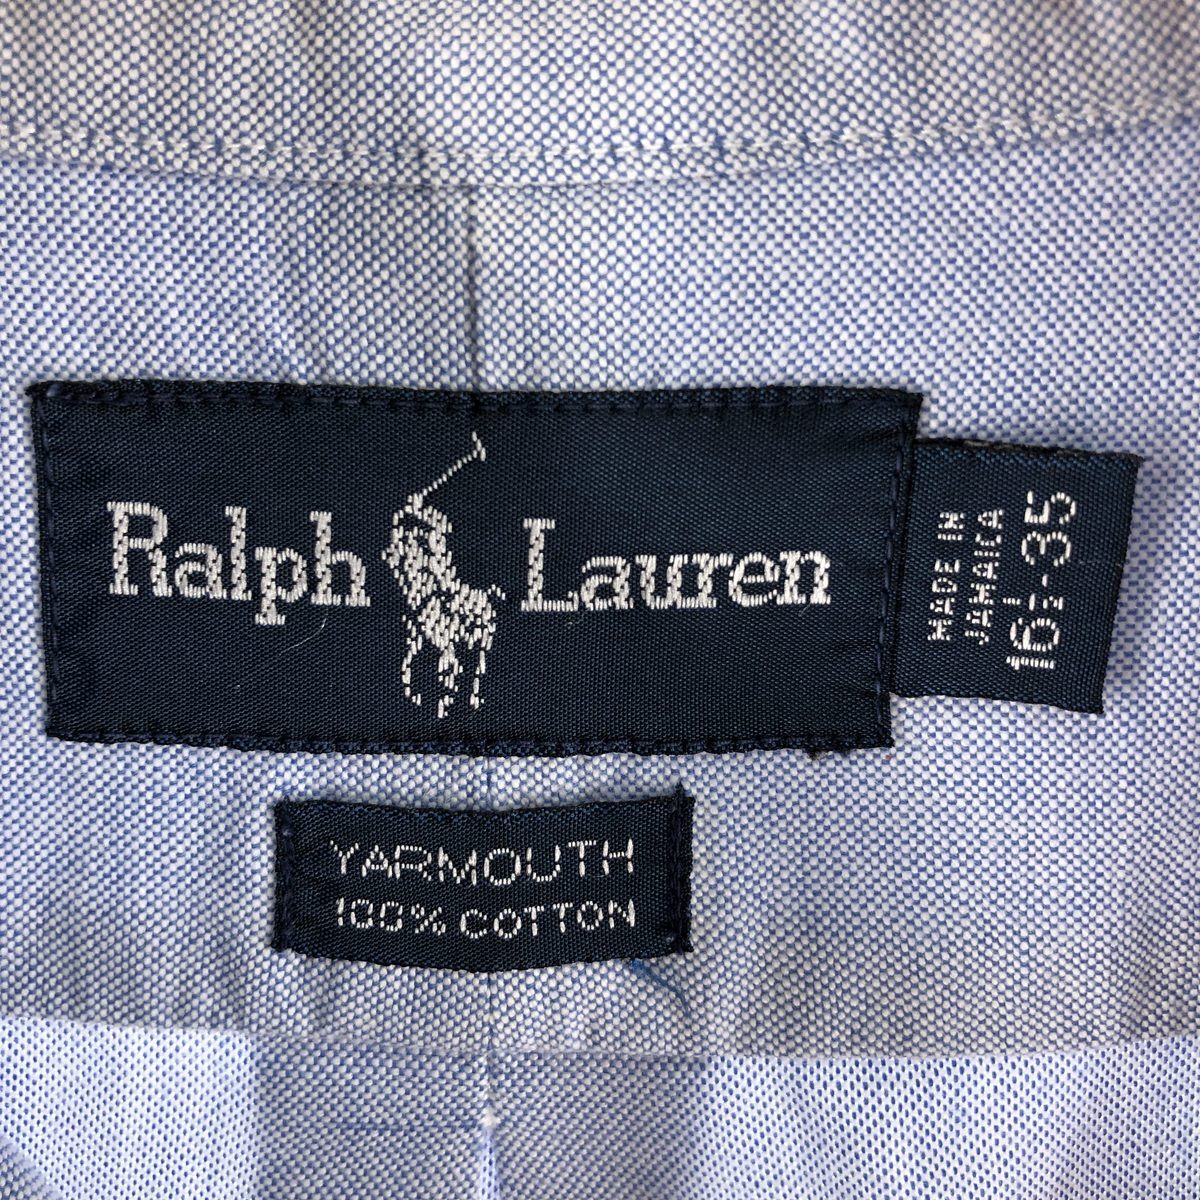 Ralph Lauren
MADE IN
JAMAICA
16½-35
YARMOUTH
100% COTTON